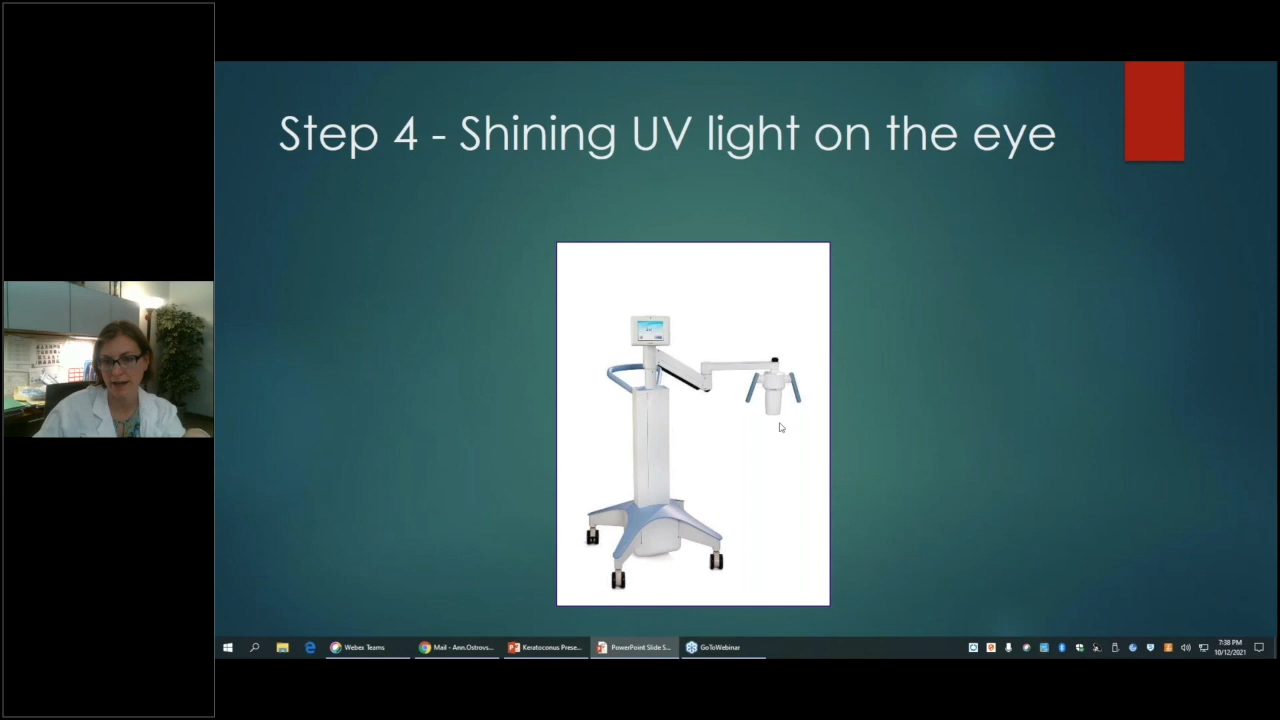 Step 4 - Shining UV light on the eye
Webex Teams
Mail - Ann.Ostrovs...
Keratoconus Prese...
PowerPoint Slide S...
GoToWebinar
7:38 PM
10/12/2021